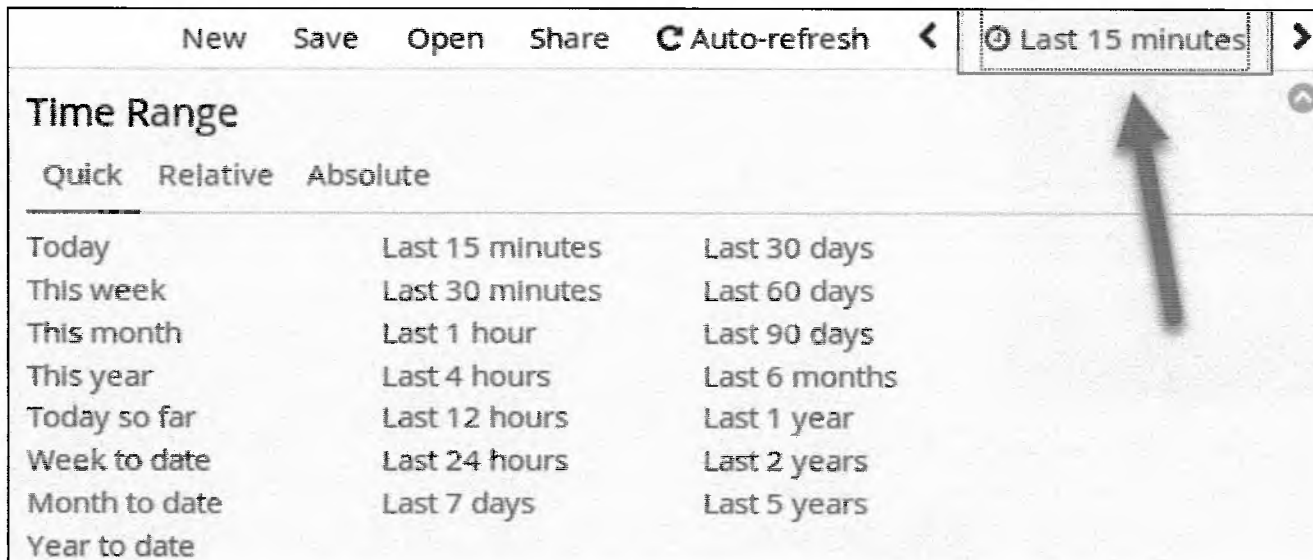 New Save Open Share Auto-refresh Last 15 minutes
Time Range
Quick Relative Absolute
Today Last 15 minutes Last 30 days
This week Last 30 minutes Last 60 days
This month Last 1 hour Last 90 days
This year Last 4 hours Last 6 months
Today so far Last 12 hours Last 1 year
Week to date Last 24 hours Last 2 years
Month to date Last 7 days Last 5 years
Year to date